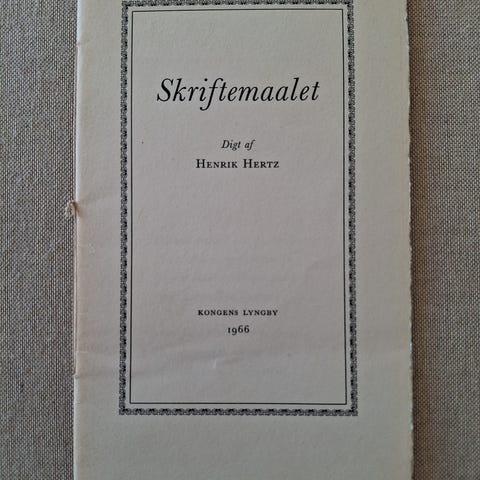 Skriftemaalet
Digt af
HENRIK HERTZ
KONGENS LYNGBY
1966